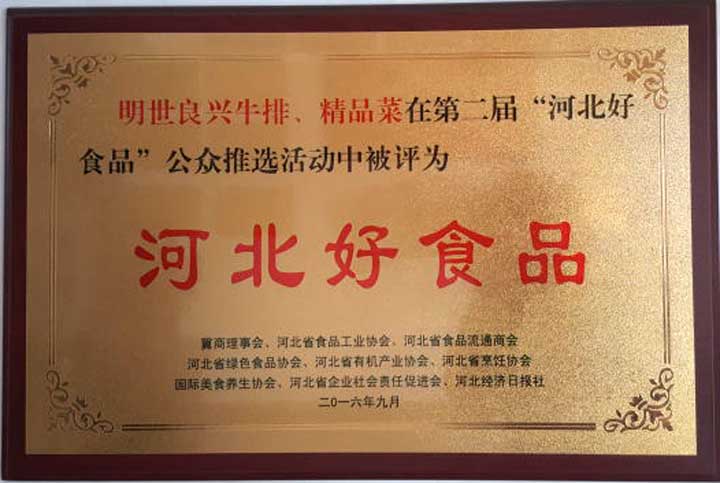 明世良兴牛排、精品菜在第二届“河北好
食品”公众推选活动中被评为
河北好食品
冀商理事会、河北省食品工业协会、河北省食品流通商会
河北省绿色食品协会、河北省有机产业协会、河北省烹饪协会
国际美食养生协会、河北省企业社会责任促进会、河北经济日报社
二0一六年九月